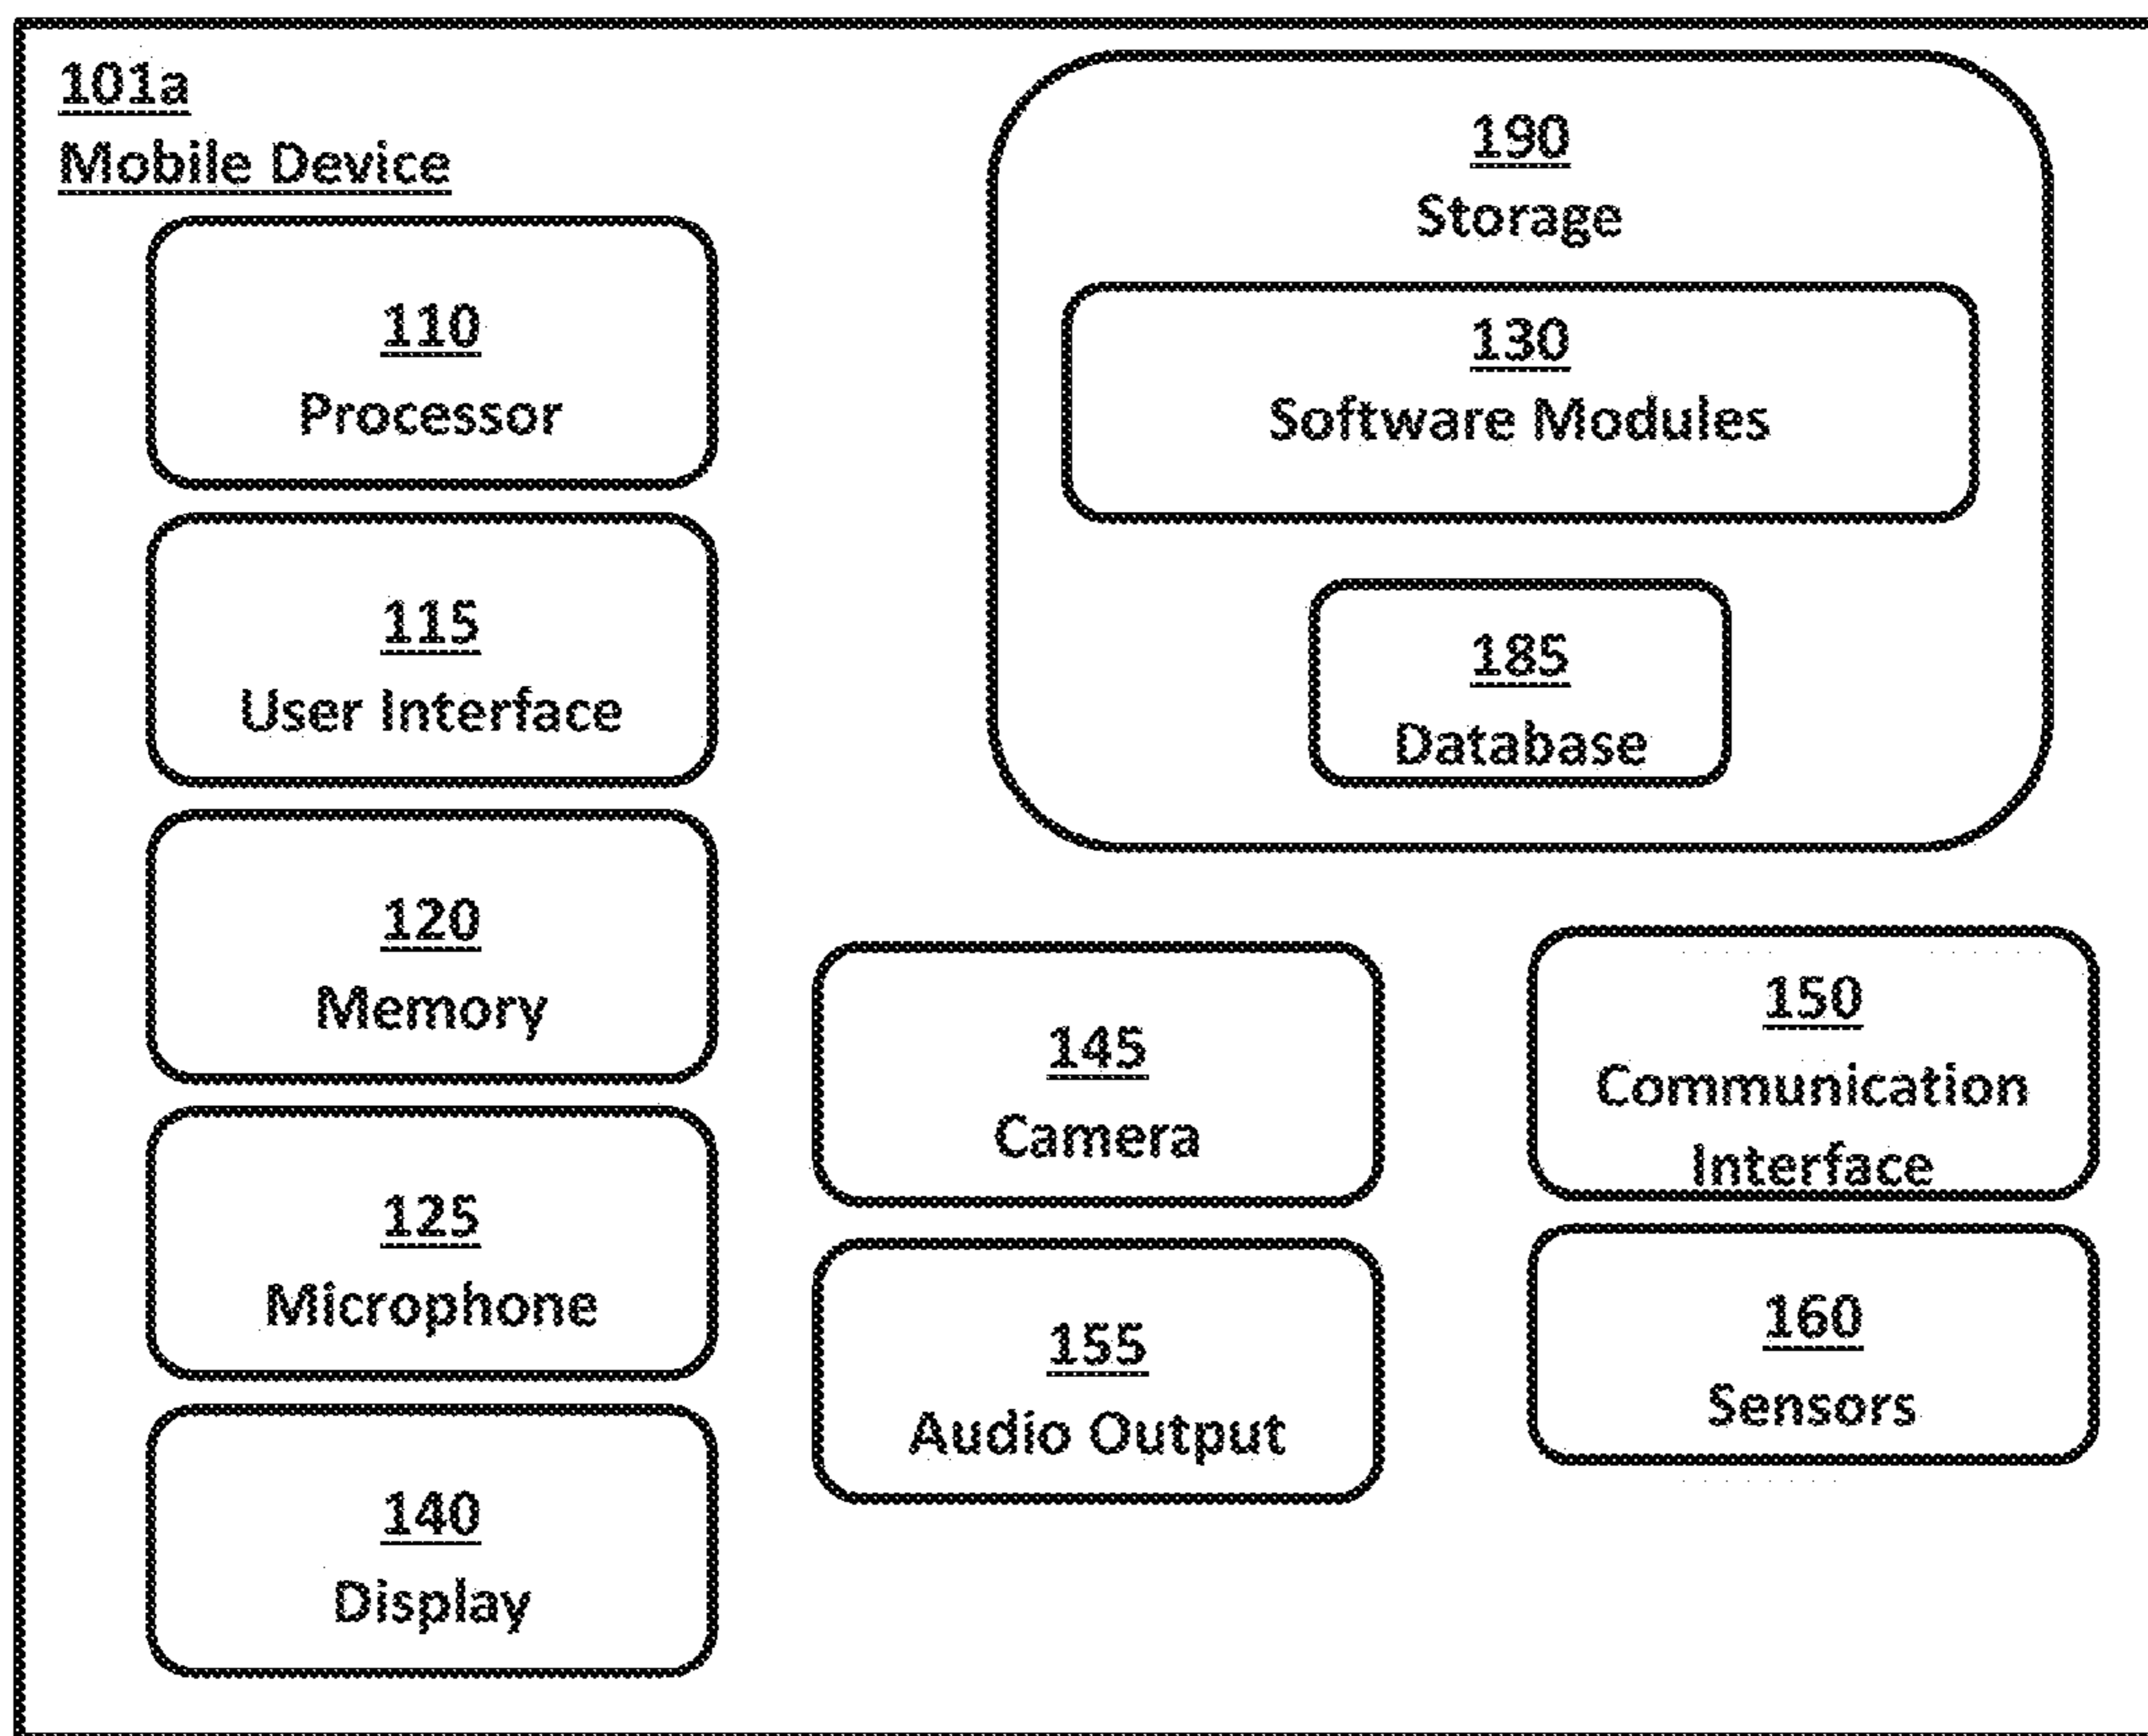 101a
Mobile Device
110
Processor
115
User Interface
120
Memory
125
Microphone
140
Display
190
Storage
130
Software Modules
185
Database
145
Camera
155
Audio Output
150
Communication
Interface
160
Sensors